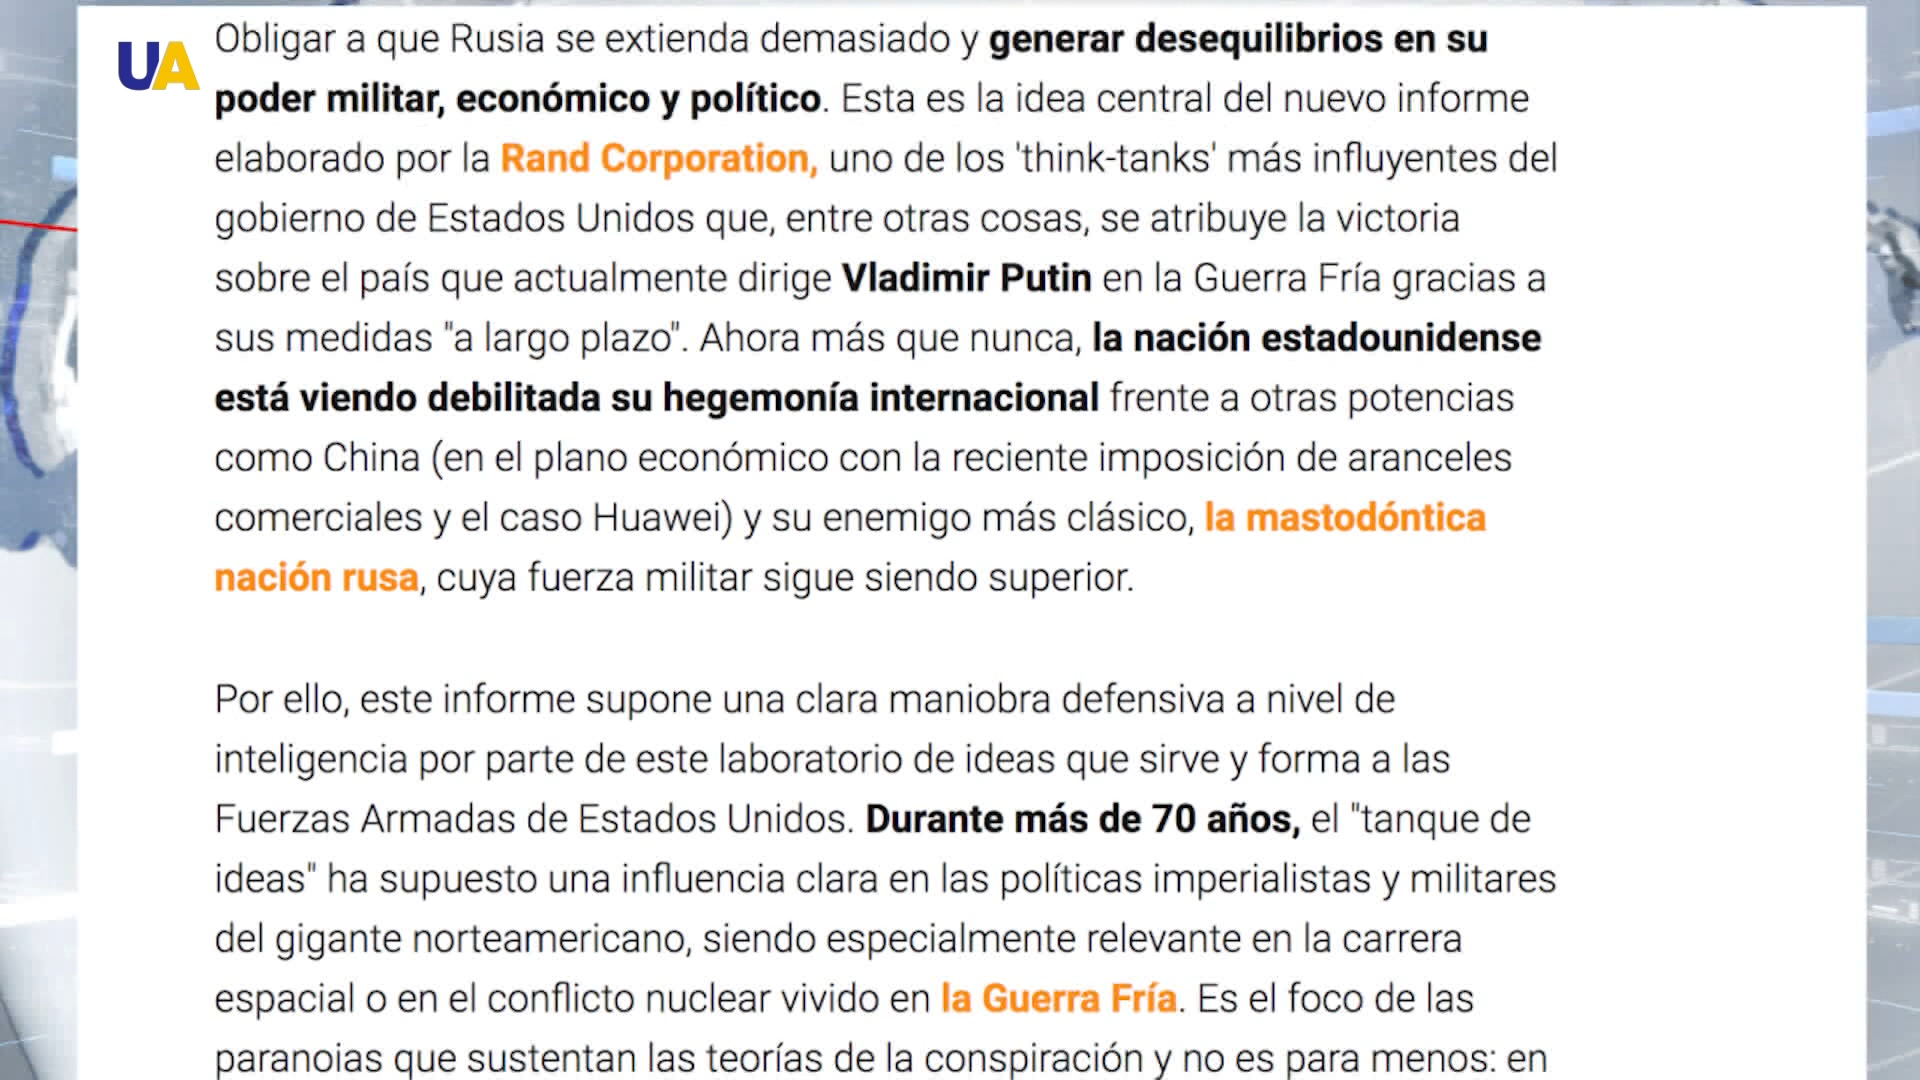 UA
Obligar a que Rusia se extienda demasiado y generar desequilibrios en su
poder militar, económico y político. Esta es la idea central del nuevo informe
elaborado por la Rand Corporation, uno de los 'think-tanks' más influyentes del
gobierno de Estados Unidos que, entre otras cosas, se atribuye la victoria
sobre el país que actualmente dirige Vladimir Putin en la Guerra Fría gracias a
sus medidas "a largo plazo". Ahora más que nunca, la nación estadounidense
está viendo debilitada su hegemonía internacional frente a otras potencias
como China (en el plano económico con la reciente imposición de aranceles
comerciales y el caso Huawei) y su enemigo más clásico, la mastodóntica
nación rusa, cuya fuerza militar sigue siendo superior.
Por ello, este informe supone una clara maniobra defensiva a nivel de
inteligencia por parte de este laboratorio de ideas que sirve y forma a las
Fuerzas Armadas de Estados Unidos. Durante más de 70 años, el "tanque de
ideas" ha supuesto una influencia clara en las políticas imperialistas y militares
del gigante norteamericano, siendo especialmente relevante en la carrera
espacial o en el conflicto nuclear vivido en la Guerra Fría. Es el foco de las
paranoias que sustentan las teorías de la conspiración y no es para menos: en